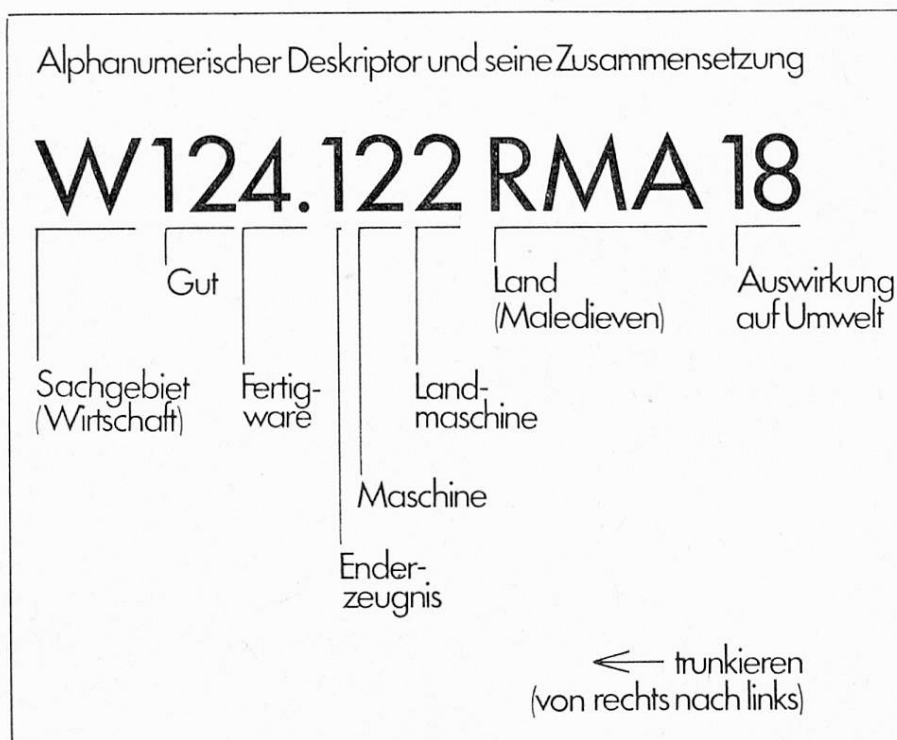 Alphanumerischer Deskriptor und seine Zusammensetzung
W124.122 RMA 18
Gut
Land
(Maledieven)
Auswirkung
auf Umwelt
Sachgebiet
(Wirtschaft)
Fertig-
ware
Land-
maschine
Maschine
Ender-
zeugnis
← trunkieren
(von rechts nach links)